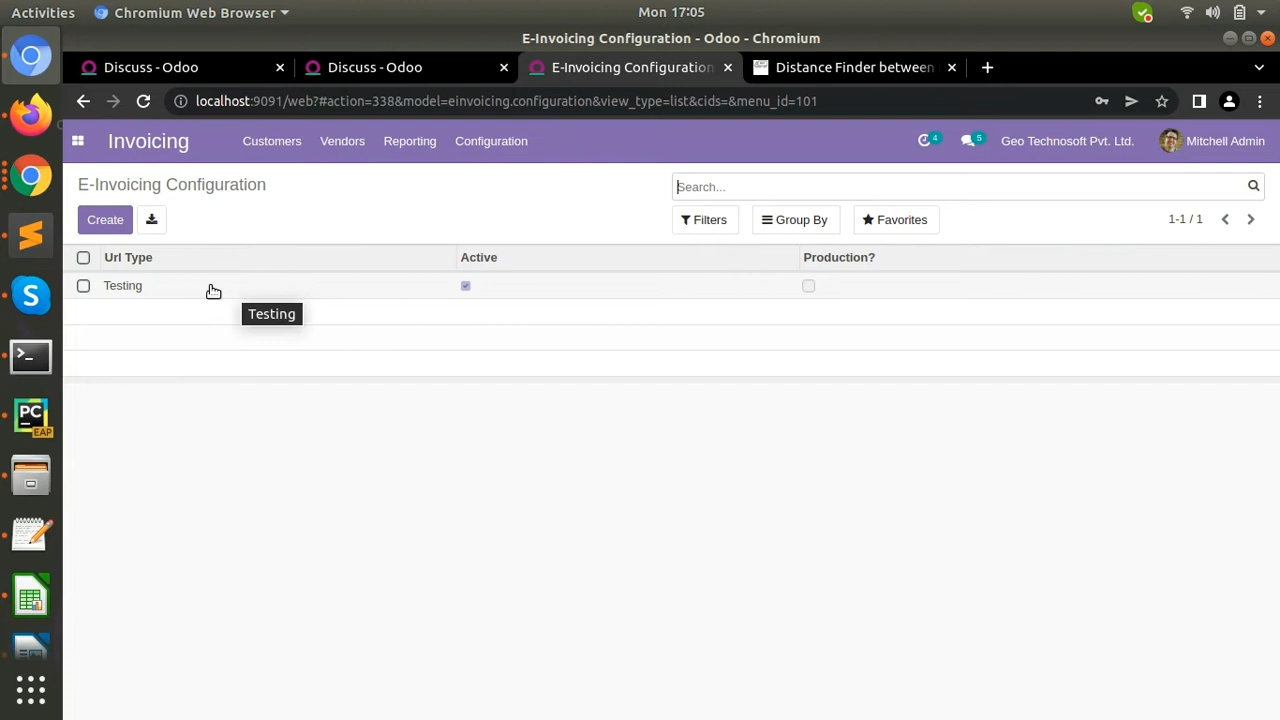 Activities Chromium Web Browser Mon 17:05
E-Invoicing Configuration - Odoo - Chromium
Discuss - Odoo Discuss - Odoo E-Invoicing Configuration Distance Finder between
localhost:9091/web?#action=338&model=einvoicing.configuration&view_type=list&cids=&menu_id=101
Invoicing Customers Vendors Reporting Configuration 4 5 Geo Technosoft Pvt. Ltd. Mitchell Admin
E-Invoicing Configuration Search...
Create Filters Group By Favorites 1-1 / 1
Url Type Active Production?
Testing
Testing
PC
EAP